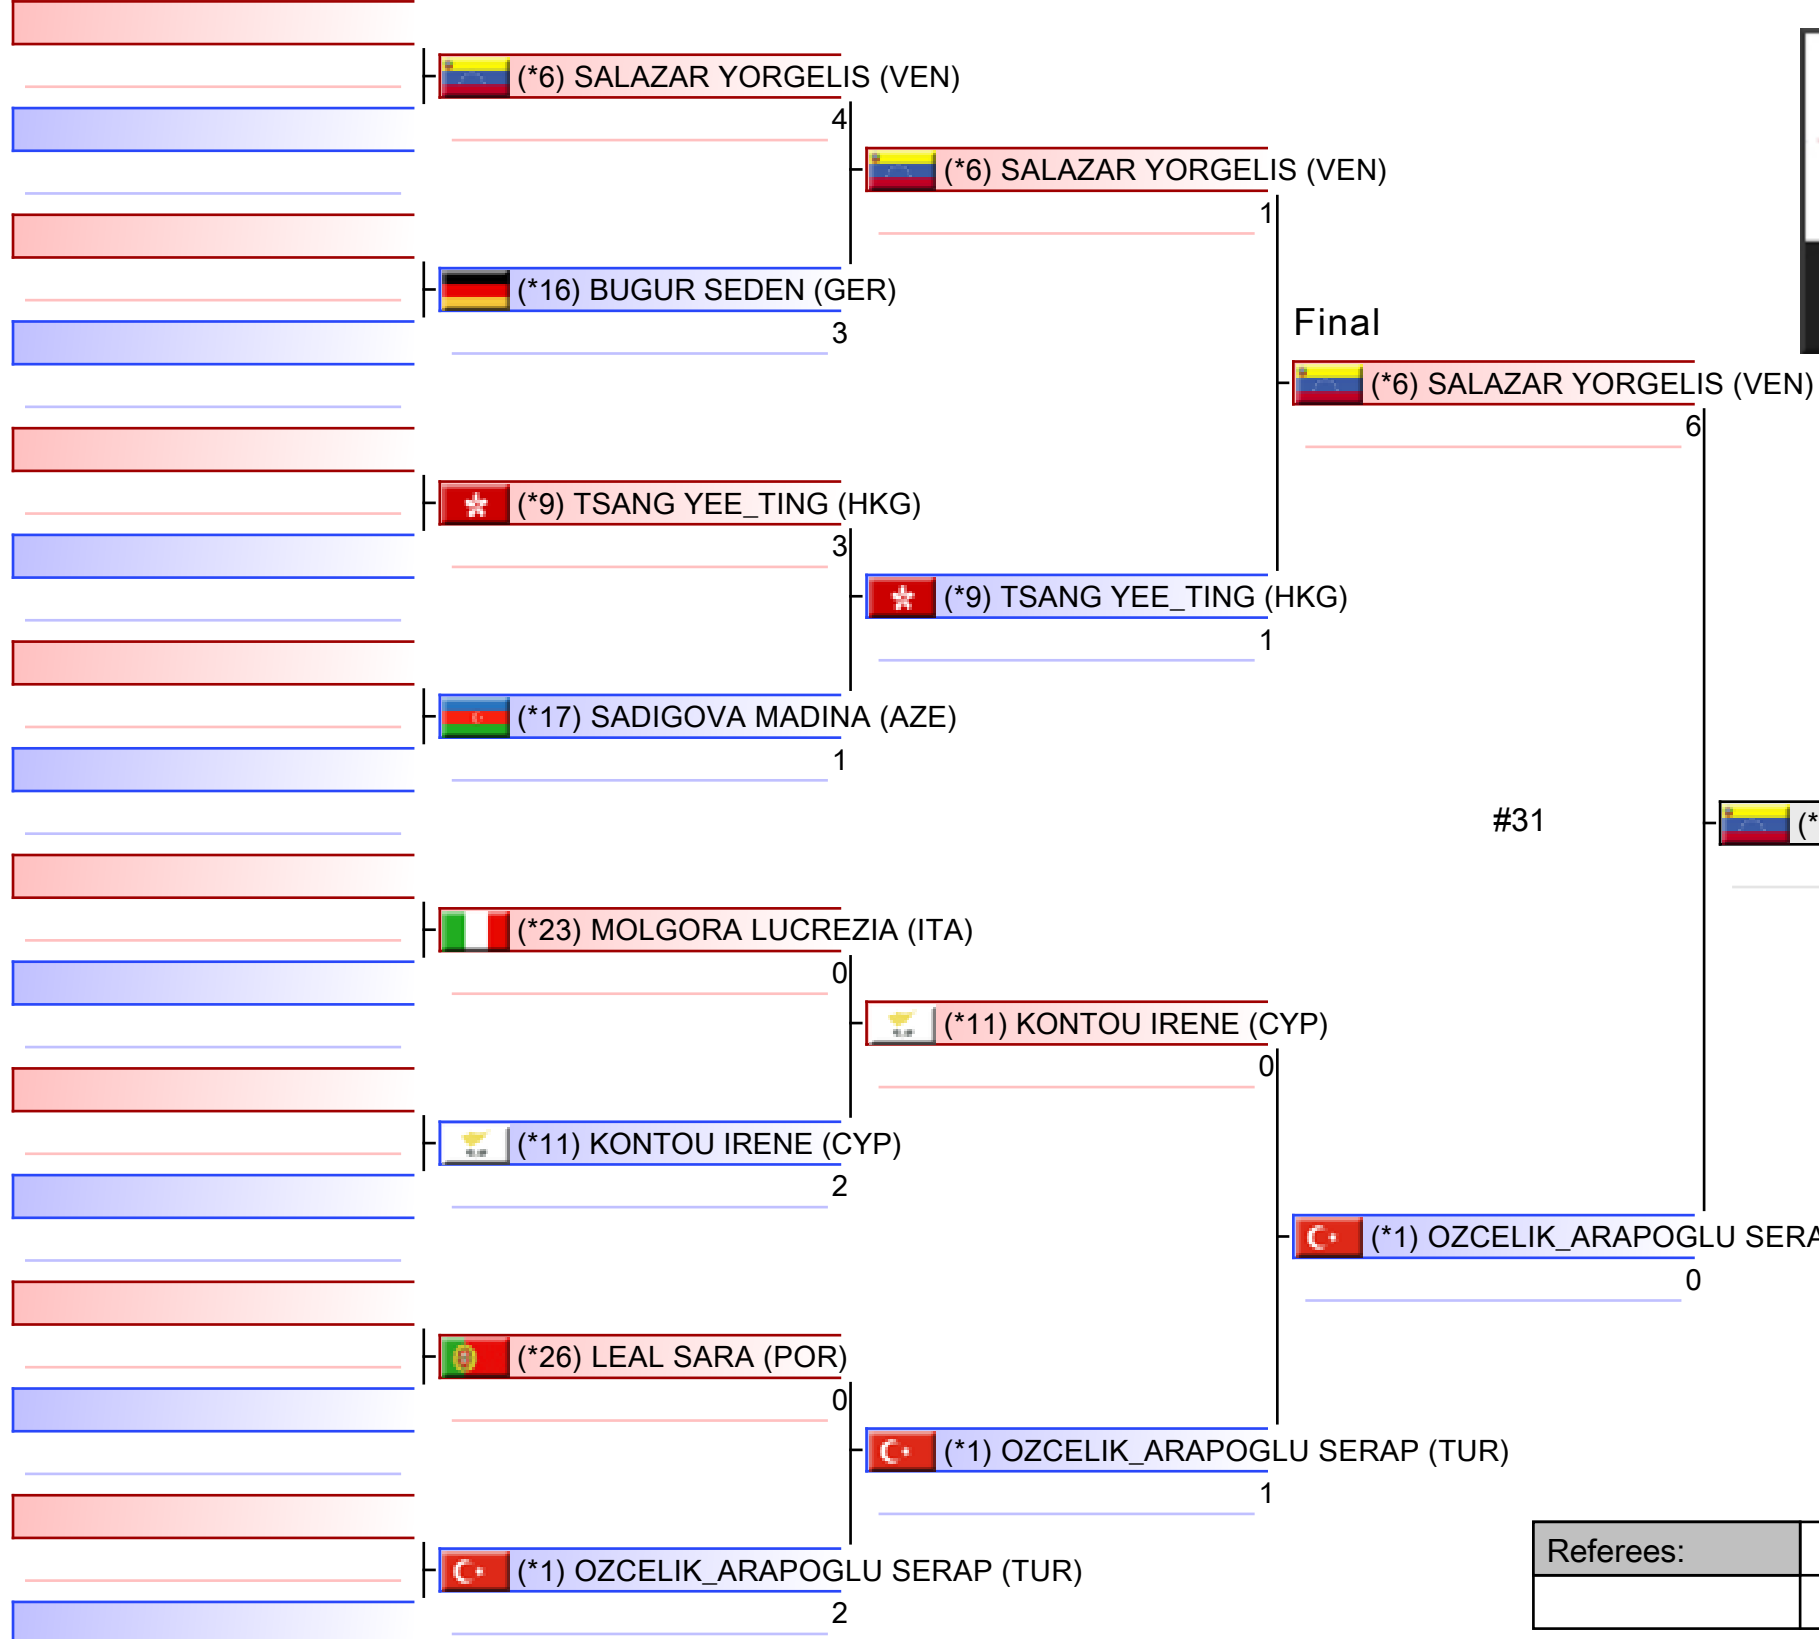 (*6) SALAZAR YORGELIS (VEN)
4
(*6) SALAZAR YORGELIS (VEN)
1
(*16) BUGUR SEDEN (GER)
3
Final
(*6) SALAZAR YORGELIS (VEN)
6
(*9) TSANG YEE_TING (HKG)
3
(*9) TSANG YEE_TING (HKG)
1
(*17) SADIGOVA MADINA (AZE)
1
#31
(*
(*23) MOLGORA LUCREZIA (ITA)
0
(*11) KONTOU IRENE (CYP)
0
(*11) KONTOU IRENE (CYP)
2
(*1) OZCELIK_ARAPOGLU SERA
0
(*26) LEAL SARA (POR)
0
(*1) OZCELIK_ARAPOGLU SERAP (TUR)
1
(*1) OZCELIK_ARAPOGLU SERAP (TUR)
2
Referees: